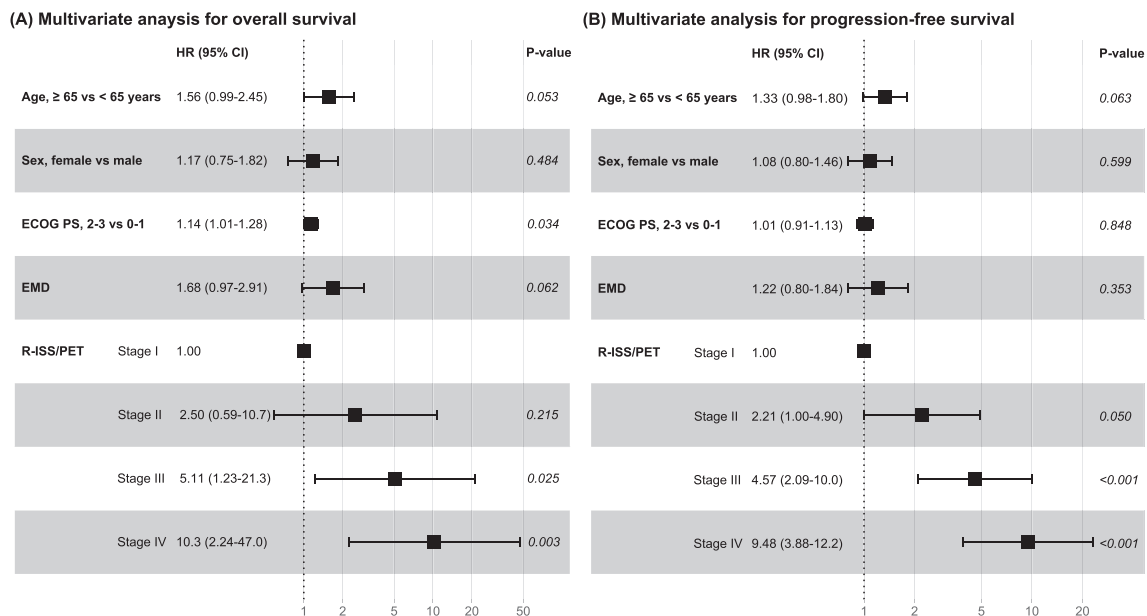 (A) Multivariate anaysis for overall survival
HR (95% CI) P-value
Age, ≥ 65 vs < 65 years 1.56 (0.99-2.45) 0.053
Sex, female vs male 1.17 (0.75-1.82) 0.484
ECOG PS, 2-3 vs 0-1 1.14 (1.01-1.28) 0.034
EMD 1.68 (0.97-2.91) 0.062
R-ISS/PET Stage I 1.00
Stage II 2.50 (0.59-10.7) 0.215
Stage III 5.11 (1.23-21.3) 0.025
Stage IV 10.3 (2.24-47.0) 0.003
1 2 5 10 20 50
(B) Multivariate analysis for progression-free survival
HR (95% CI) P-value
Age, ≥ 65 vs < 65 years 1.33 (0.98-1.80) 0.063
Sex, female vs male 1.08 (0.80-1.46) 0.599
ECOG PS, 2-3 vs 0-1 1.01 (0.91-1.13) 0.848
EMD 1.22 (0.80-1.84) 0.353
R-ISS/PET Stage I 1.00
Stage II 2.21 (1.00-4.90) 0.050
Stage III 4.57 (2.09-10.0) <0.001
Stage IV 9.48 (3.88-12.2) <0.001
1 2 5 10 20